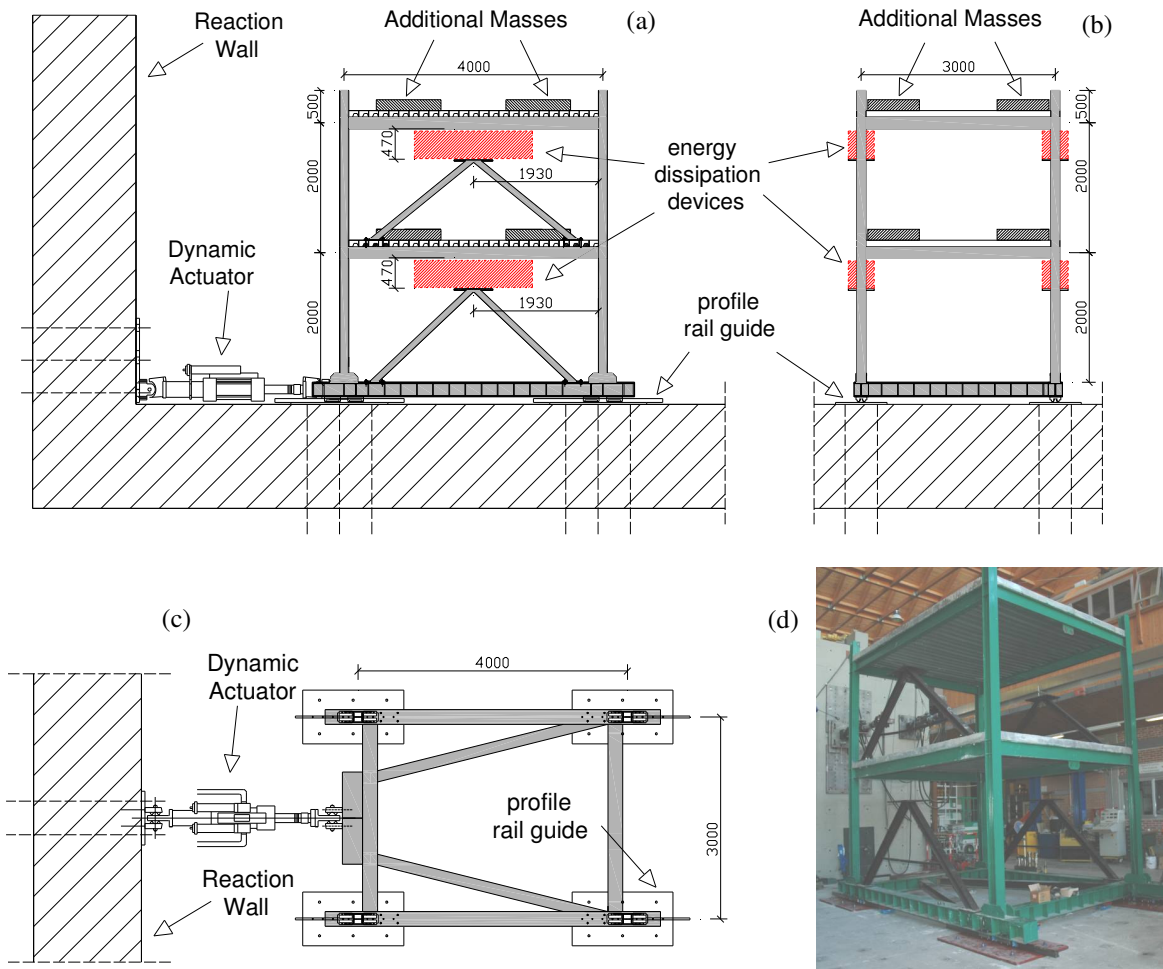 Reaction
Wall
Additional Masses
(a)
4000
500
470
2000
1930
energy
dissipation
devices
Dynamic
Actuator
470
2000
1930
profile
rail guide
Additional Masses
(b)
3000
500
2000
2000
(c)
Dynamic
Actuator
4000
profile
rail guide
3000
Reaction
Wall
(d)